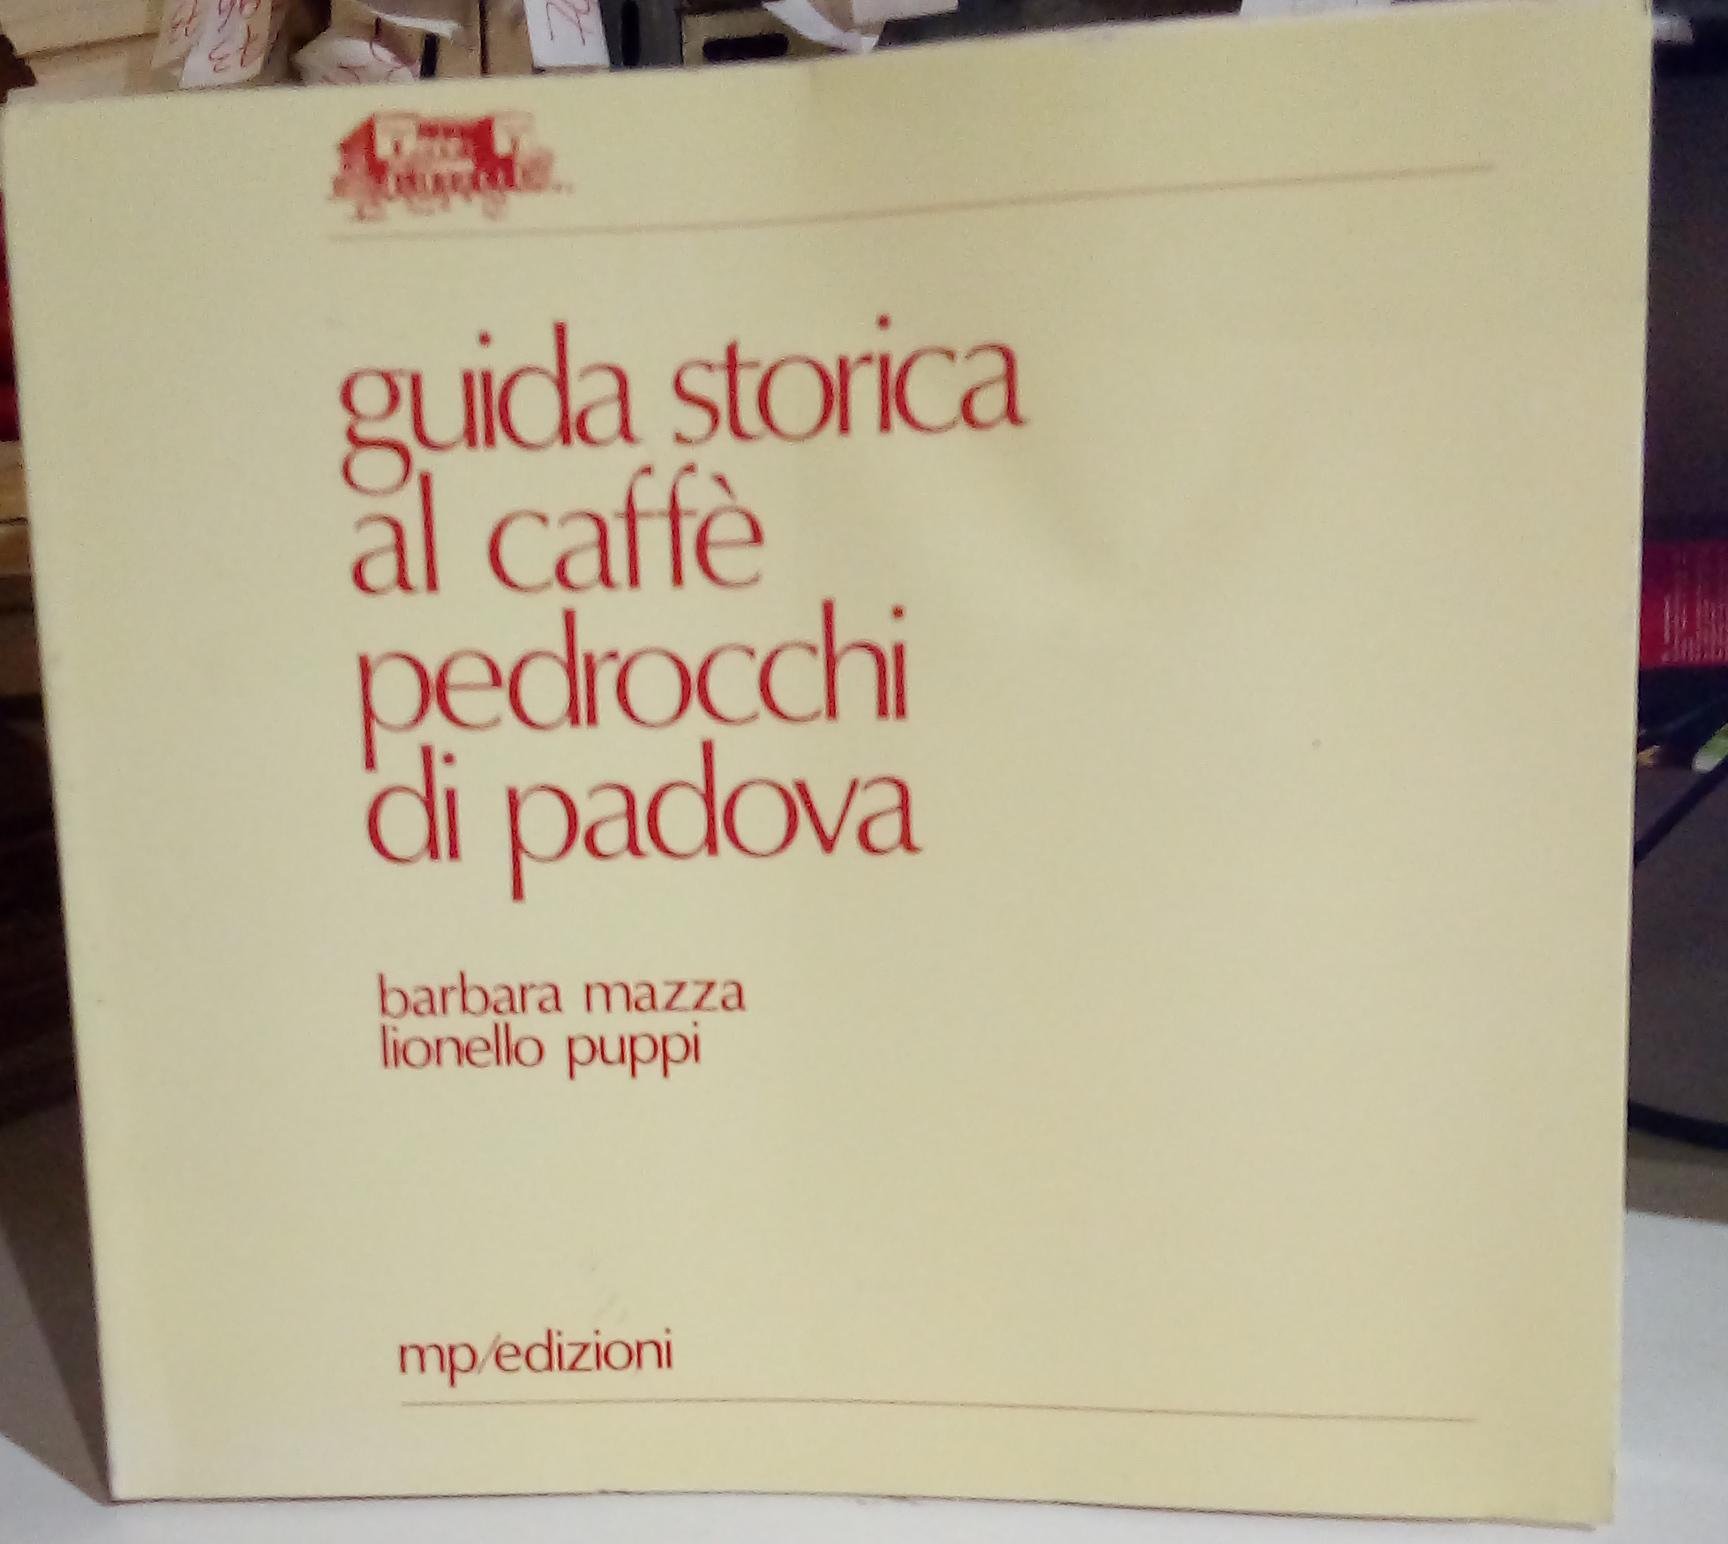 guida storica
al caffè
pedrocchi
di padova
barbara mazza
lionello puppi
mp/edizioni